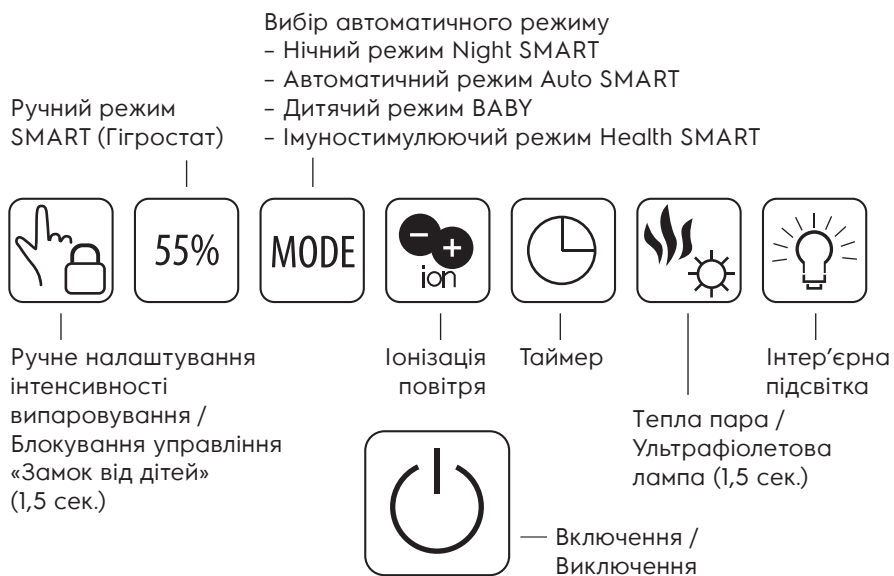 Вибір автоматичного режиму
– Нічний режим Night SMART
– Автоматичний режим Auto SMART
– Дитячий режим BABY
– Імуностимулюючий режим Health SMART
Ручний режим
SMART (Гігростат)
55%
MODE
ion
Ручне налаштування
інтенсивності
випаровування /
Блокування управління
«Замок від дітей»
(1,5 сек.)
Іонізація
повітря
Таймер
Тепла пара /
Ультрафіолетова
лампа (1,5 сек.)
Інтер’єрна
підсвітка
Включення /
Виключення